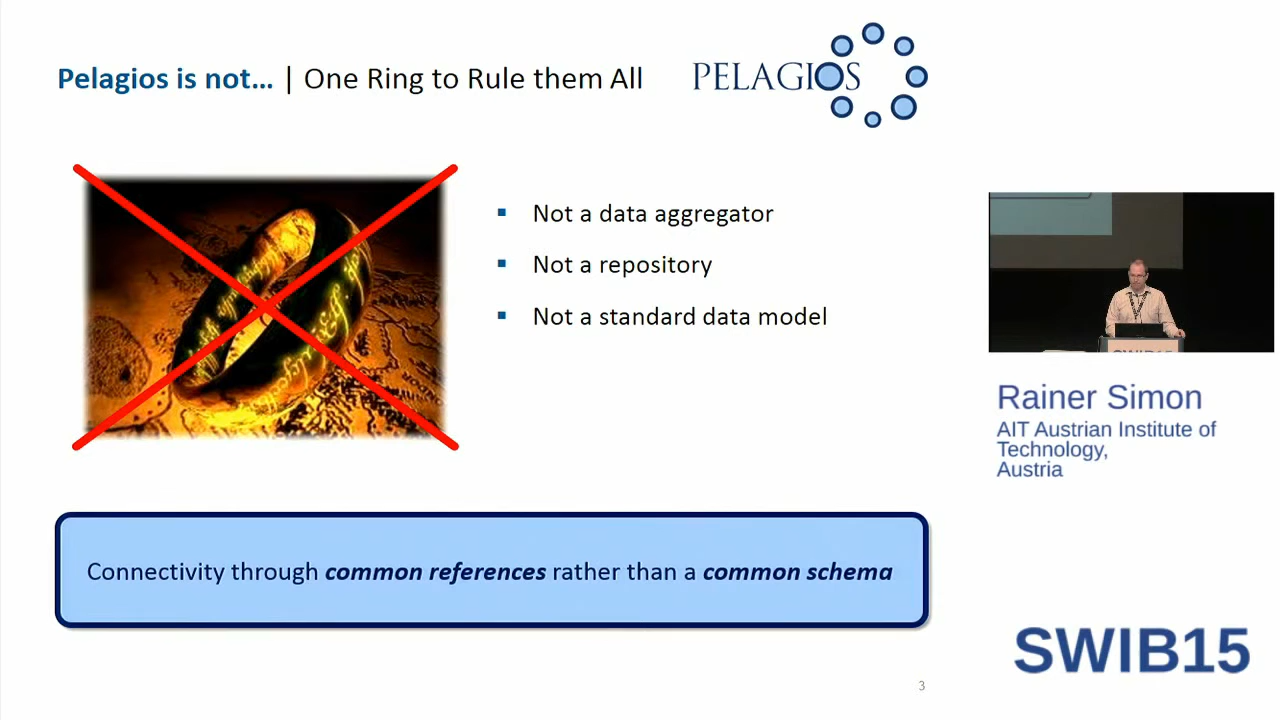 Pelagios is not... | One Ring to Rule them All
PELAGIOS
▪ Not a data aggregator
▪ Not a repository
▪ Not a standard data model
Connectivity through common references rather than a common schema
3
SWIB15
Rainer Simon
AIT Austrian Institute of
Technology,
Austria
SWIB15